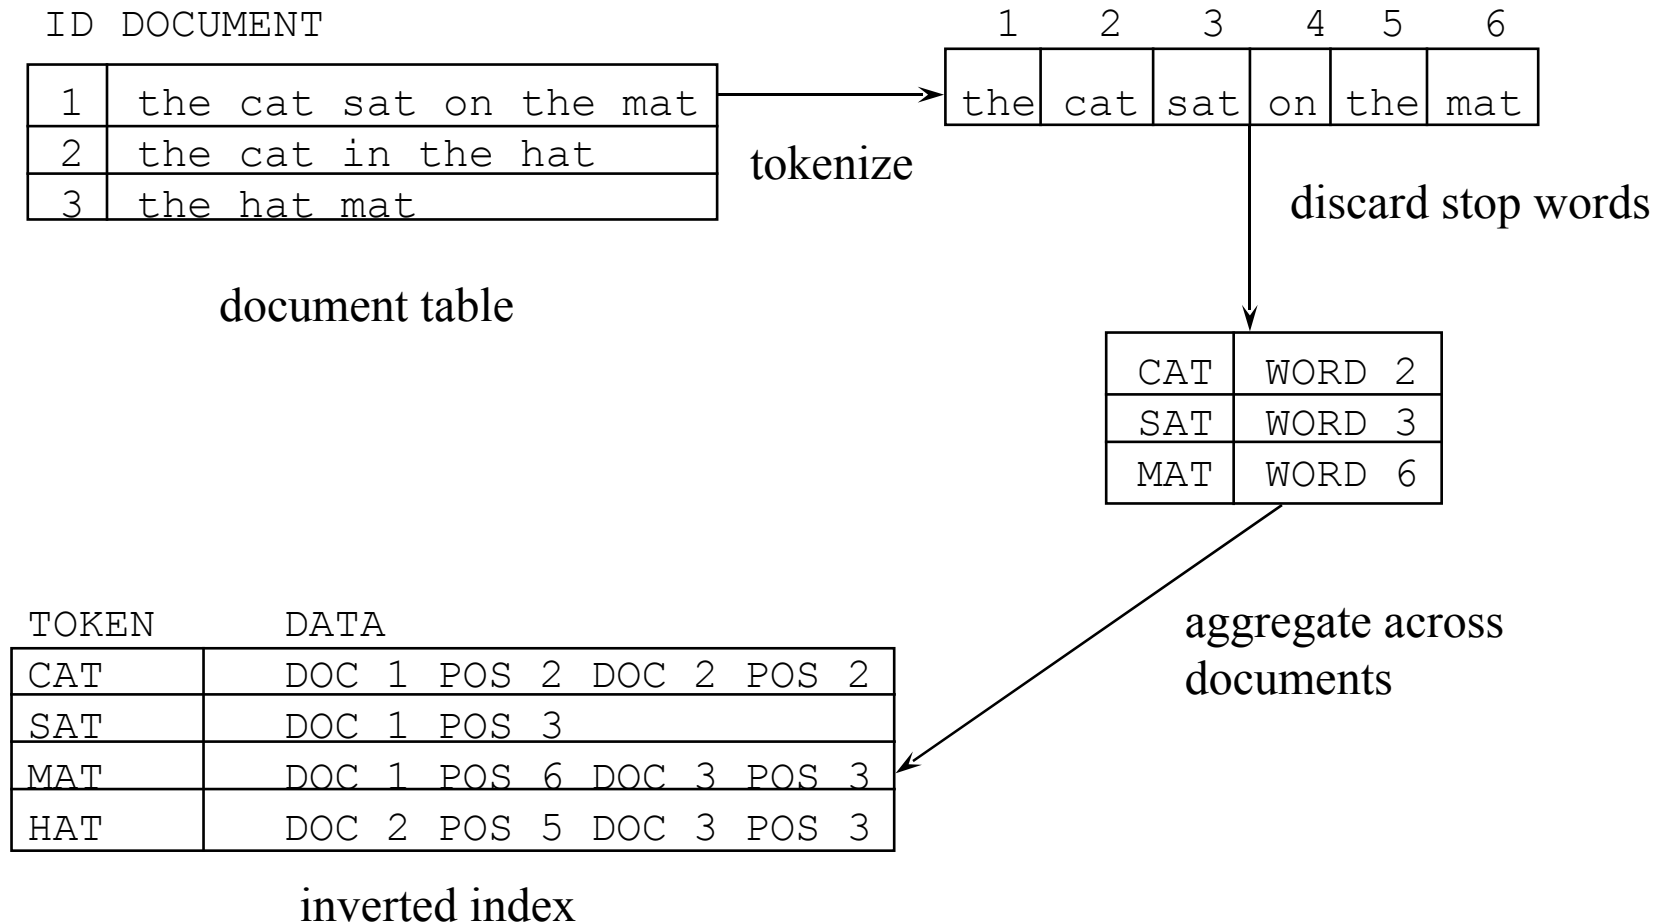 ID DOCUMENT
1 the cat sat on the mat
2 the cat in the hat
3 the hat mat
document table
tokenize
1 2 3 4 5 6
the cat sat on the mat
discard stop words
CAT WORD 2
SAT WORD 3
MAT WORD 6
aggregate across
documents
TOKEN DATA
CAT DOC 1 POS 2 DOC 2 POS 2
SAT DOC 1 POS 3
MAT DOC 1 POS 6 DOC 3 POS 3
HAT DOC 2 POS 5 DOC 3 POS 3
inverted index